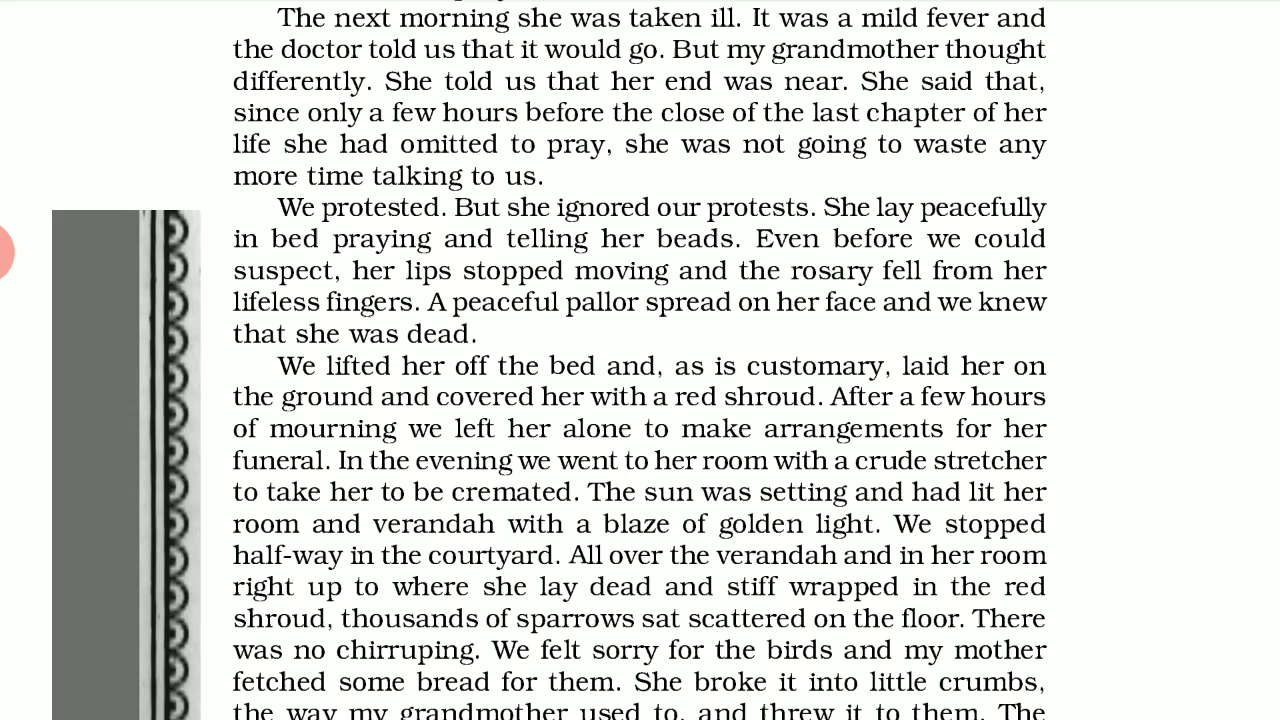 The next morning she was taken ill. It was a mild fever and
the doctor told us that it would go. But my grandmother thought
differently. She told us that her end was near. She said that,
since only a few hours before the close of the last chapter of her
life she had omitted to pray, she was not going to waste any
more time talking to us.
We protested. But she ignored our protests. She lay peacefully
in bed praying and telling her beads. Even before we could
suspect, her lips stopped moving and the rosary fell from her
lifeless fingers. A peaceful pallor spread on her face and we knew
that she was dead.
We lifted her off the bed and, as is customary, laid her on
the ground and covered her with a red shroud. After a few hours
of mourning we left her alone to make arrangements for her
funeral. In the evening we went to her room with a crude stretcher
to take her to be cremated. The sun was setting and had lit her
room and verandah with a blaze of golden light. We stopped
half-way in the courtyard. All over the verandah and in her room
right up to where she lay dead and stiff wrapped in the red
shroud, thousands of sparrows sat scattered on the floor. There
was no chirruping. We felt sorry for the birds and my mother
fetched some bread for them. She broke it into little crumbs,
the way my grandmother used to, and threw it to them. The